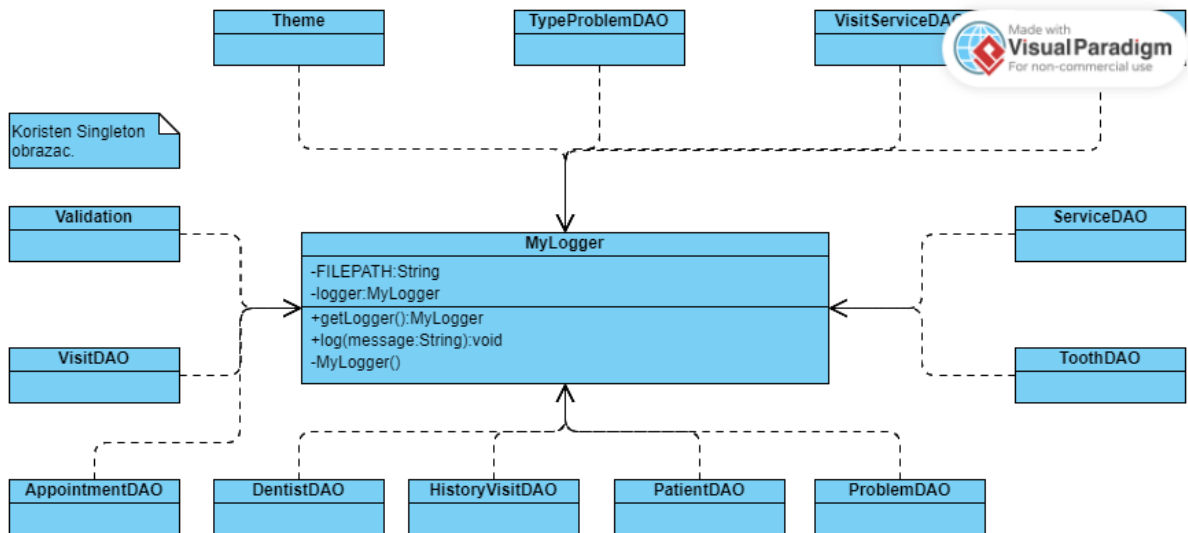 Theme
TypeProblemDAO
VisitServiceDAO
Made with
Visual Paradigm
For non-commercial use
Koristen Singleton
obrazac.
Validation
MyLogger
ServiceDAO
-FILEPATH:String
-logger:MyLogger
+getLogger():MyLogger
+log(message:String):void
-MyLogger()
VisitDAO
ToothDAO
AppointmentDAO
DentistDAO
HistoryVisitDAO
PatientDAO
ProblemDAO